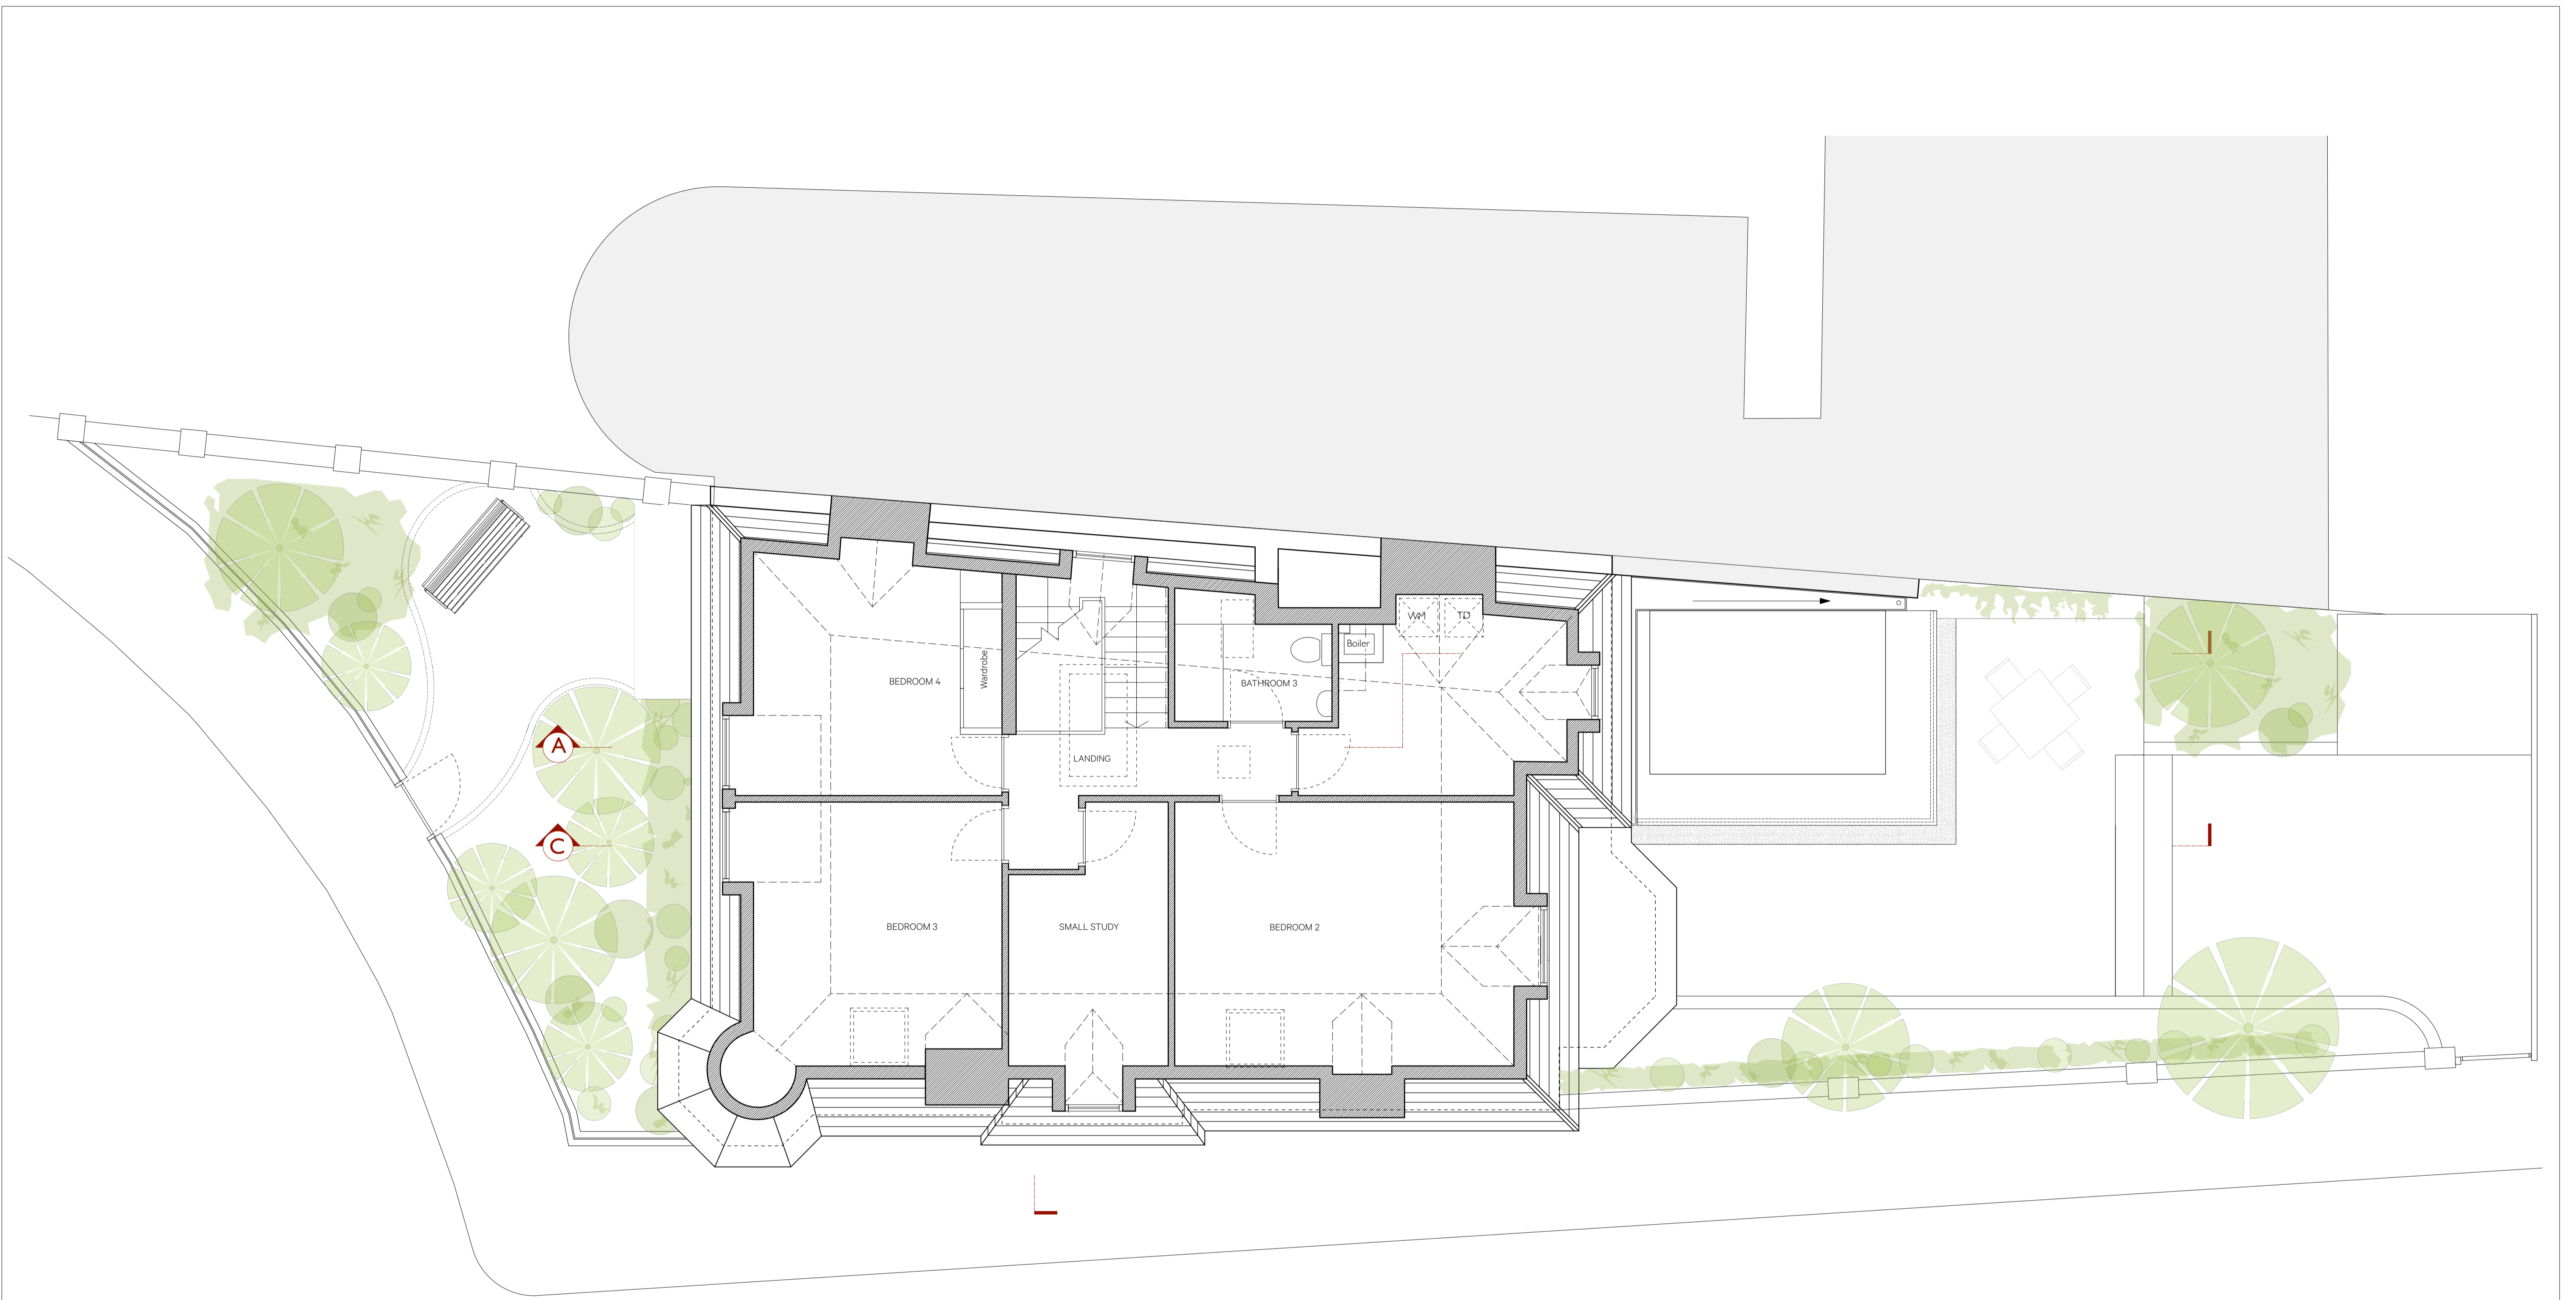 WM
TD
Boiler
Wardrobe
BEDROOM 4
BATHROOM 3
A
LANDING
C
BEDROOM 3
SMALL STUDY
BEDROOM 2